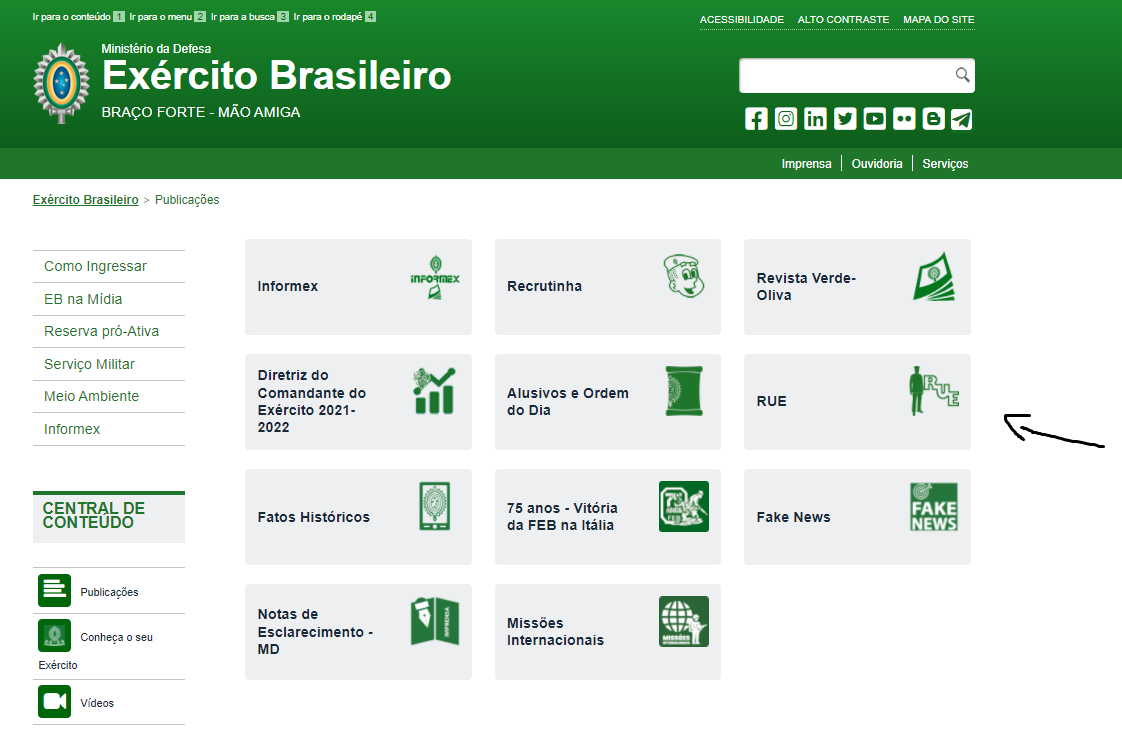 Ir para o conteúdo 1 Ir para o menu 2 Ir para a busca 3 Ir para o rodapé 4
ACESSIBILIDADE ALTO CONTRASTE MAPA DO SITE
Ministério da Defesa
Exército Brasileiro
BRAÇO FORTE - MÃO AMIGA
Imprensa Ouvidoria Serviços
Exército Brasileiro > Publicações
Como Ingressar
EB na Mídia
Reserva pró-Ativa
Serviço Militar
Meio Ambiente
Informex
CENTRAL DE
CONTEÚDO
Publicações
Conheça o seu
Exército
Vídeos
Informex
INFORMEX
Recrutinha
Revista Verde-
Oliva
Diretriz do
Comandante do
Exército 2021-
2022
Alusivos e Ordem
do Dia
RUE
RUE
Fatos Históricos
75 anos - Vitória
da FEB na Itália
75
ANOS
FEB
Fake News
FAKE
NEWS
Notas de
Esclarecimento -
MD
IMPRENSA
Missões
Internacionais
MISSÕES
INTERNACIONAIS